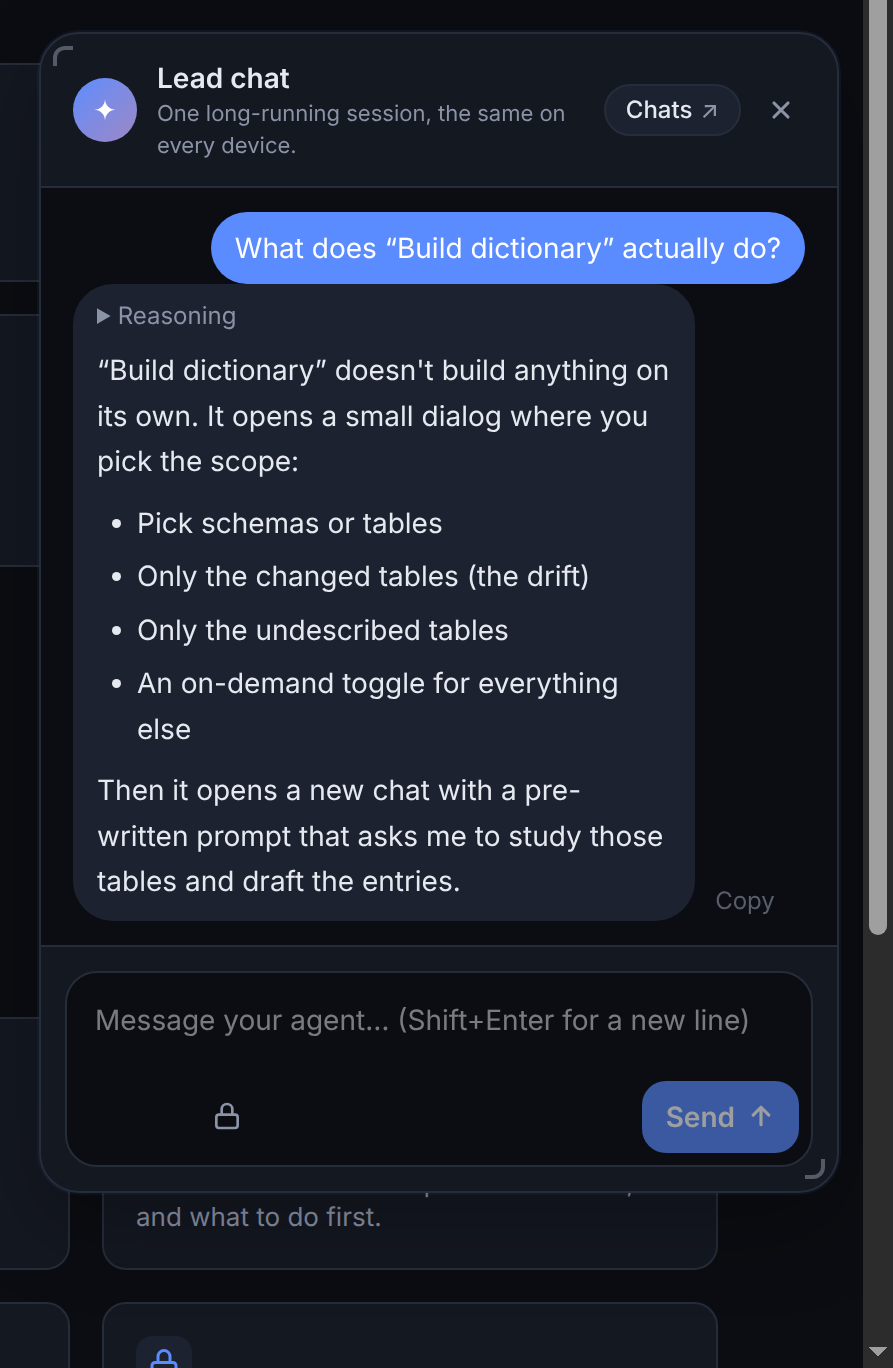 Lead chat
One long-running session, the same on
every device.
Chats ↗
What does “Build dictionary” actually do?
Reasoning
“Build dictionary” doesn't build anything on
its own. It opens a small dialog where you
pick the scope:
• Pick schemas or tables
• Only the changed tables (the drift)
• Only the undescribed tables
• An on-demand toggle for everything
else
Then it opens a new chat with a pre-
written prompt that asks me to study those
tables and draft the entries.
Copy
Message your agent... (Shift+Enter for a new line)
Send ↑
and what to do first.